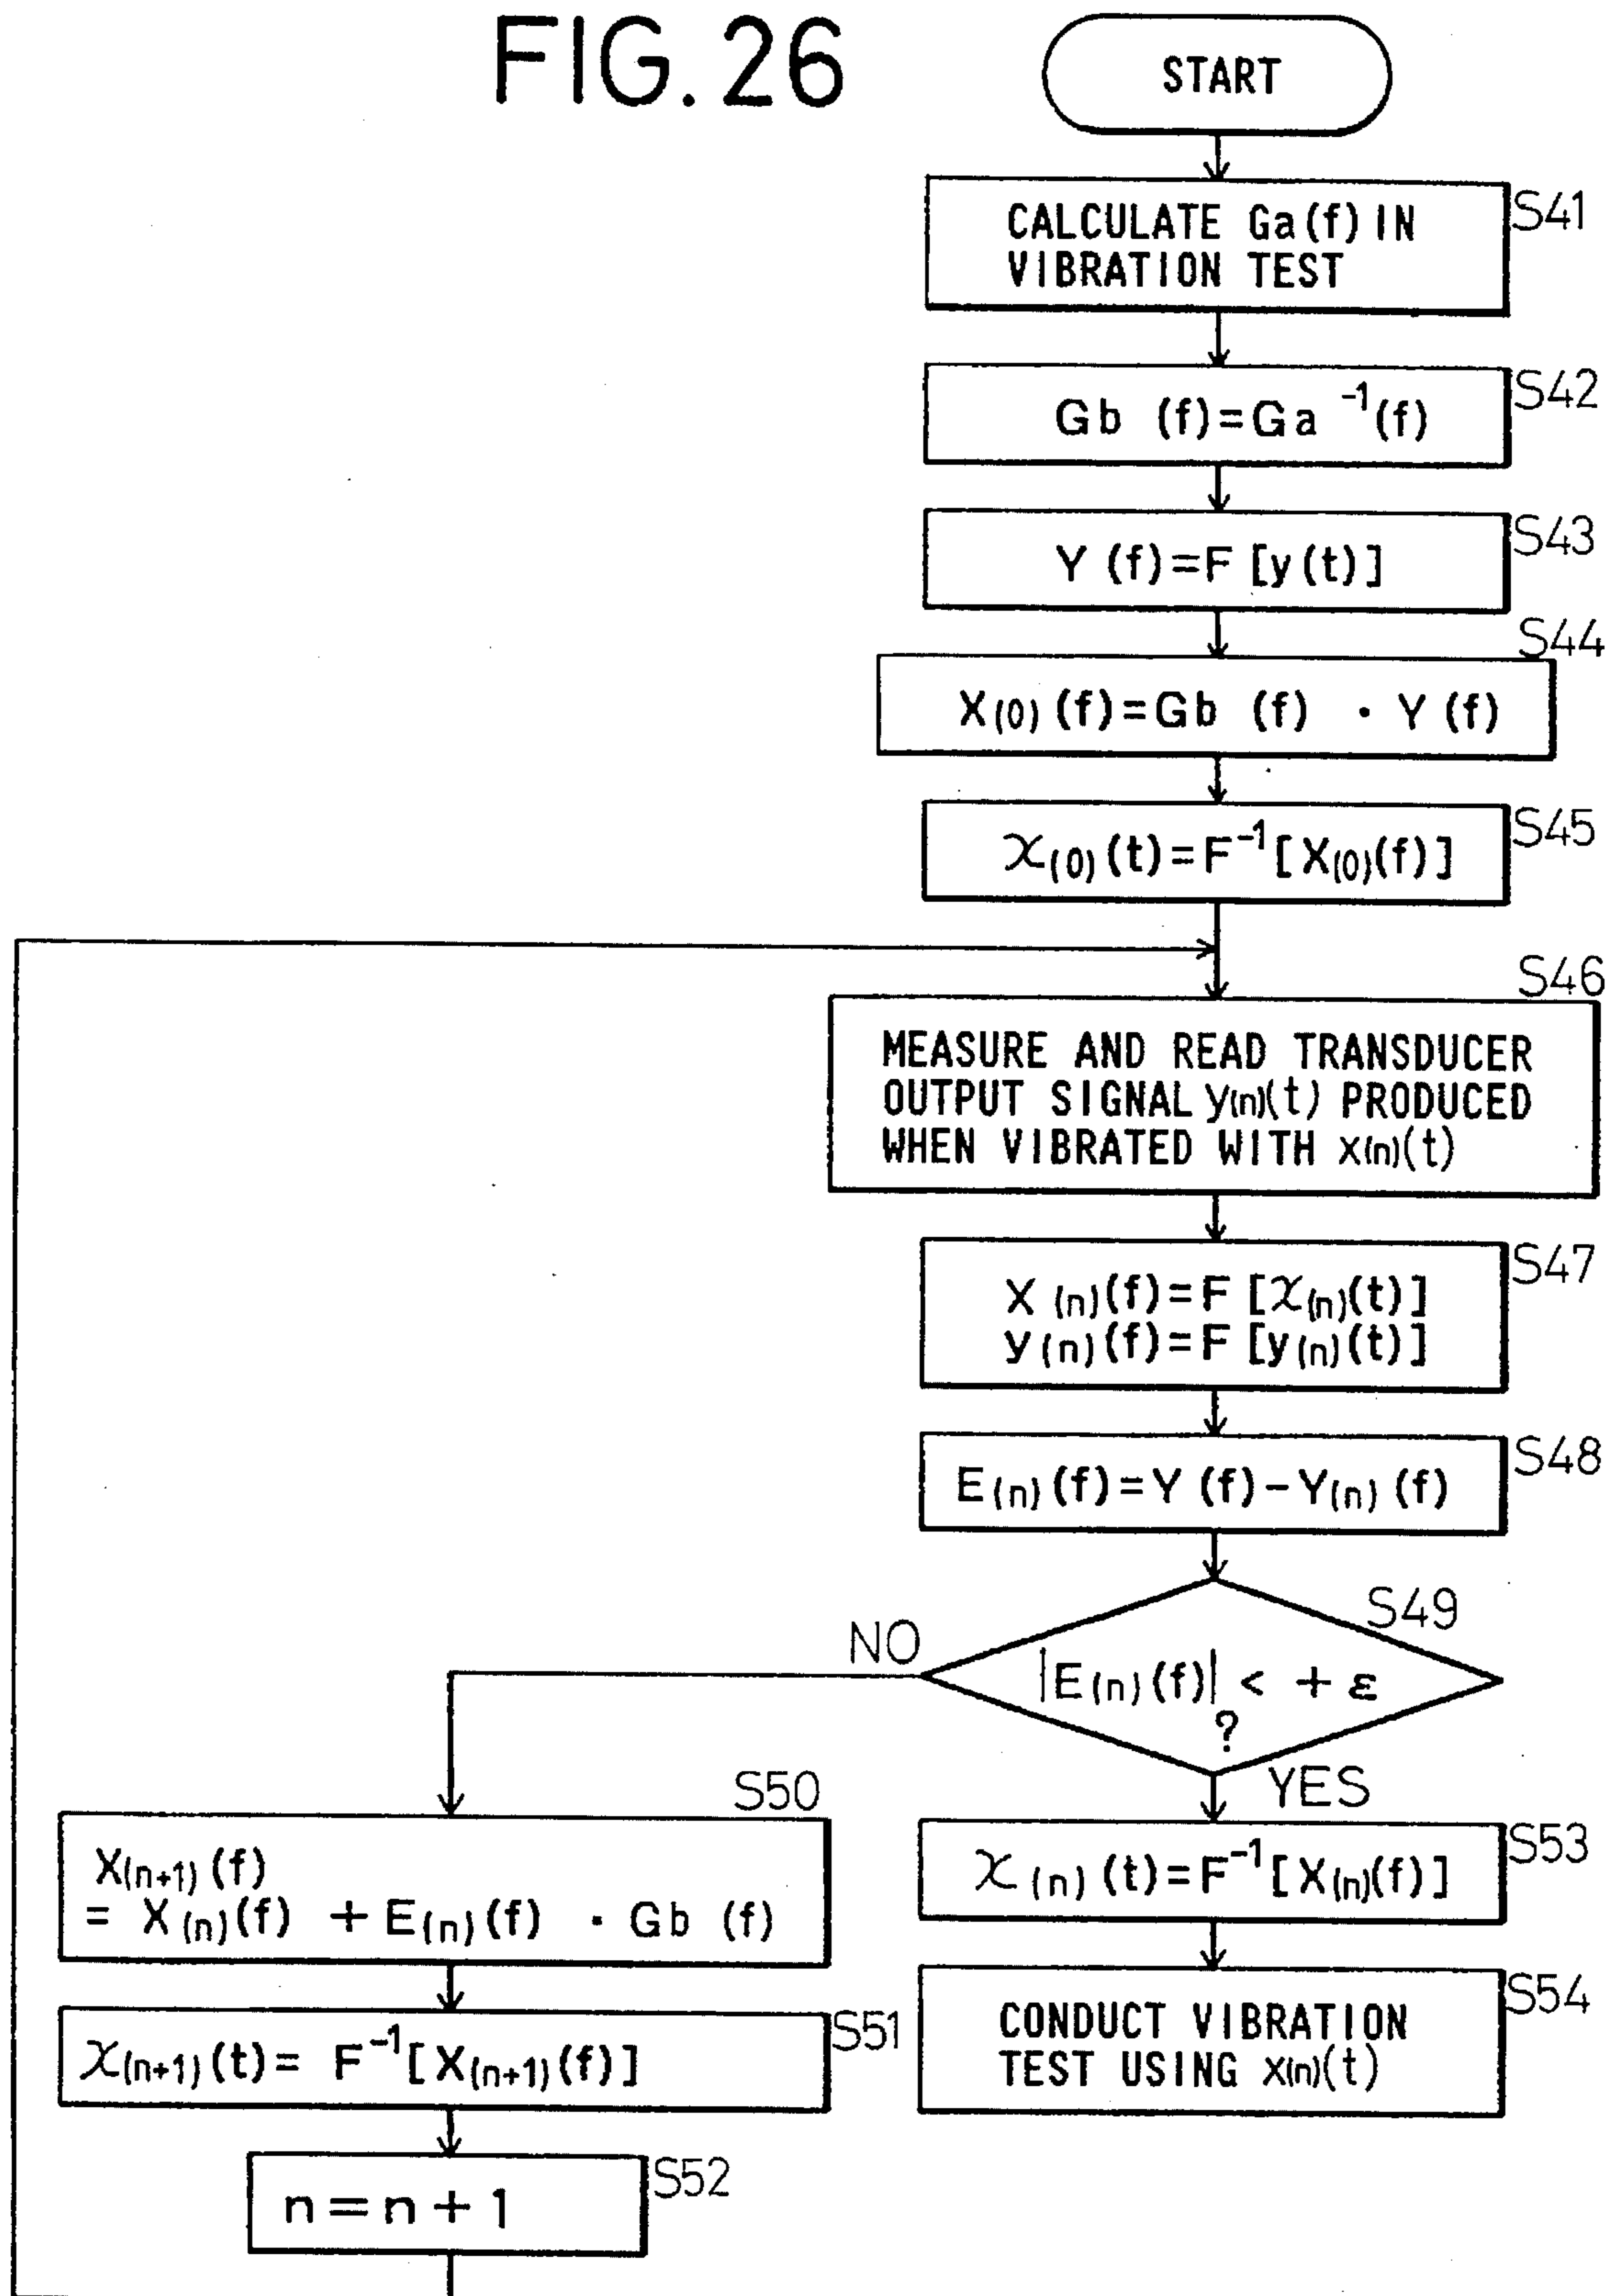 FIG. 26
START
S41
CALCULATE Ga(f) IN
VIBRATION TEST
S42
Gb (f)=Ga⁻¹(f)
S43
Y (f)=F [y(t)]
S44
X(0) (f)=Gb (f) · Y (f)
S45
x(0) (t)=F⁻¹[X(0)(f)]
S46
MEASURE AND READ TRANSDUCER
OUTPUT SIGNAL y(n)(t) PRODUCED
WHEN VIBRATED WITH x(n)(t)
S47
X (n)(f)=F [x(n)(t)]
y(n)(f)=F [y(n)(t)]
S48
E(n) (f)=Y (f)-Y(n) (f)
S49
|E(n) (f)| < + ε
?
NO
YES
S50
X(n+1) (f)
= X(n)(f) + E(n)(f) · Gb (f)
S51
x(n+1)(t)= F⁻¹[X(n+1)(f)]
S52
n=n+1
S53
x(n) (t)=F⁻¹[X(n)(f)]
S54
CONDUCT VIBRATION
TEST USING x(n)(t)